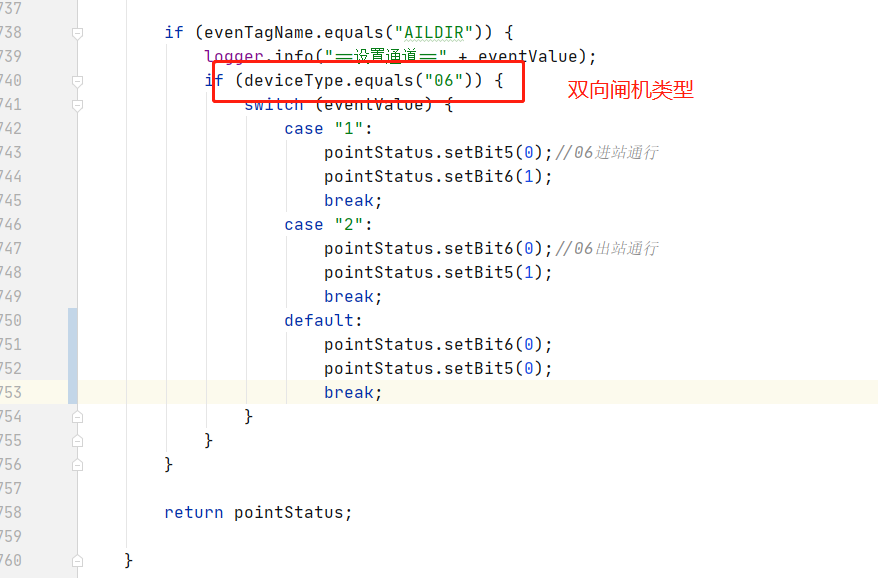 737
738 if (evenTagName.equals("AILDIR")) {
739 logger.info("==设置通道==" + eventValue);
740 if (deviceType.equals("06")) {
双向闸机类型
741 switch (eventValue) {
742 case "1":
743 pointStatus.setBit5(0);//06进站通行
744 pointStatus.setBit6(1);
745 break;
746 case "2":
747 pointStatus.setBit6(0);//06出站通行
748 pointStatus.setBit5(1);
749 break;
750 default:
751 pointStatus.setBit6(0);
752 pointStatus.setBit5(0);
753 break;
754 }
755 }
756 }
757
758 return pointStatus;
759
760 }